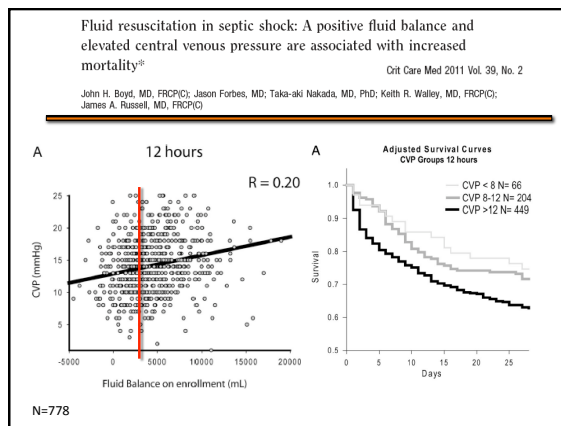 Fluid resuscitation in septic shock: A positive fluid balance and
elevated central venous pressure are associated with increased
mortality*
Crit Care Med 2011 Vol. 39, No. 2
John H. Boyd, MD, FRCP(C); Jason Forbes, MD; Taka-aki Nakada, MD, PhD; Keith R. Walley, MD, FRCP(C);
James A. Russell, MD, FRCP(C)
A
12 hours
R = 0.20
CVP (mmHg)
25
20
15
10
5
-5000
0
5000
10000
15000
20000
Fluid Balance on enrollment (mL)
A
Adjusted Survival Curves
CVP Groups 12 hours
CVP < 8 N= 66
CVP 8-12 N= 204
CVP >12 N= 449
Survival
1.0
0.9
0.8
0.7
0.6
0.5
0
5
10
15
20
25
Days
N=778